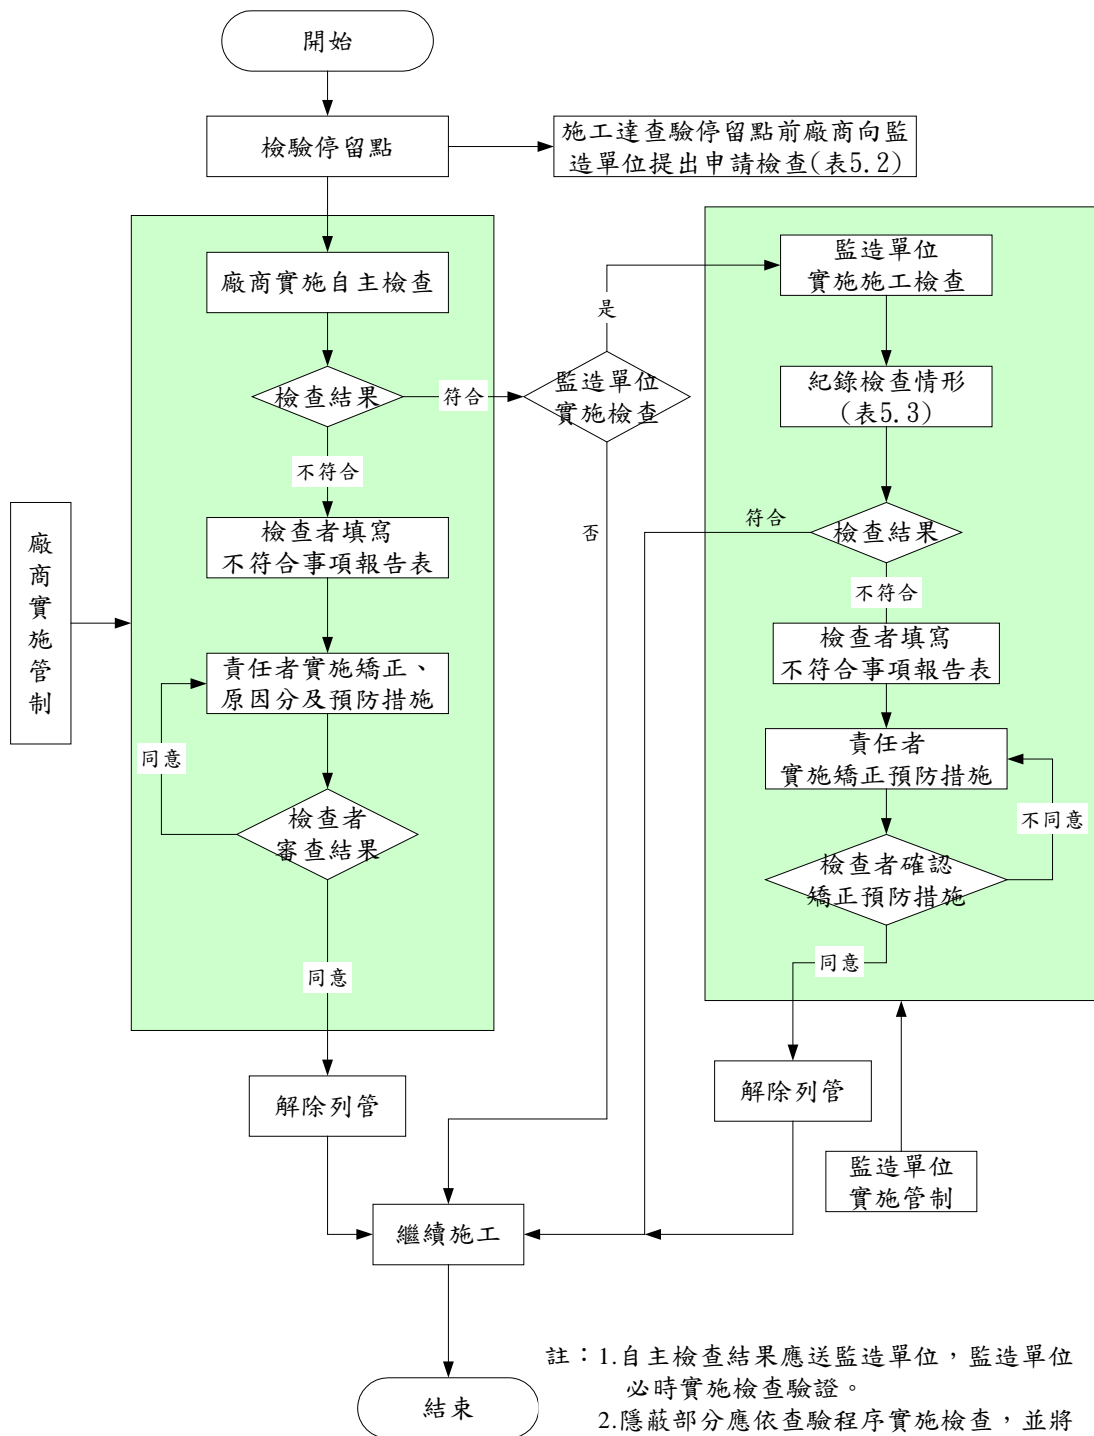 開始
檢驗停留點
施工達查驗停留點前廠商向監
造單位提出申請檢查(表5.2)
廠商實施自主檢查
監造單位
實施施工檢查
是
檢查結果
符合
監造單位
實施檢查
紀錄檢查情形
(表5.3)
不符合
否
符合
檢查結果
廠商實施管制
檢查者填寫
不符合事項報告表
不符合
檢查者填寫
不符合事項報告表
責任者實施矯正、
原因分及預防措施
同意
責任者
實施矯正預防措施
不同意
檢查者
審查結果
檢查者確認
矯正預防措施
同意
同意
解除列管
解除列管
監造單位
實施管制
繼續施工
結束
註：1.自主檢查結果應送監造單位，監造單位
必時實施檢查驗證。
2.隱蔽部分應依查驗程序實施檢查，並將